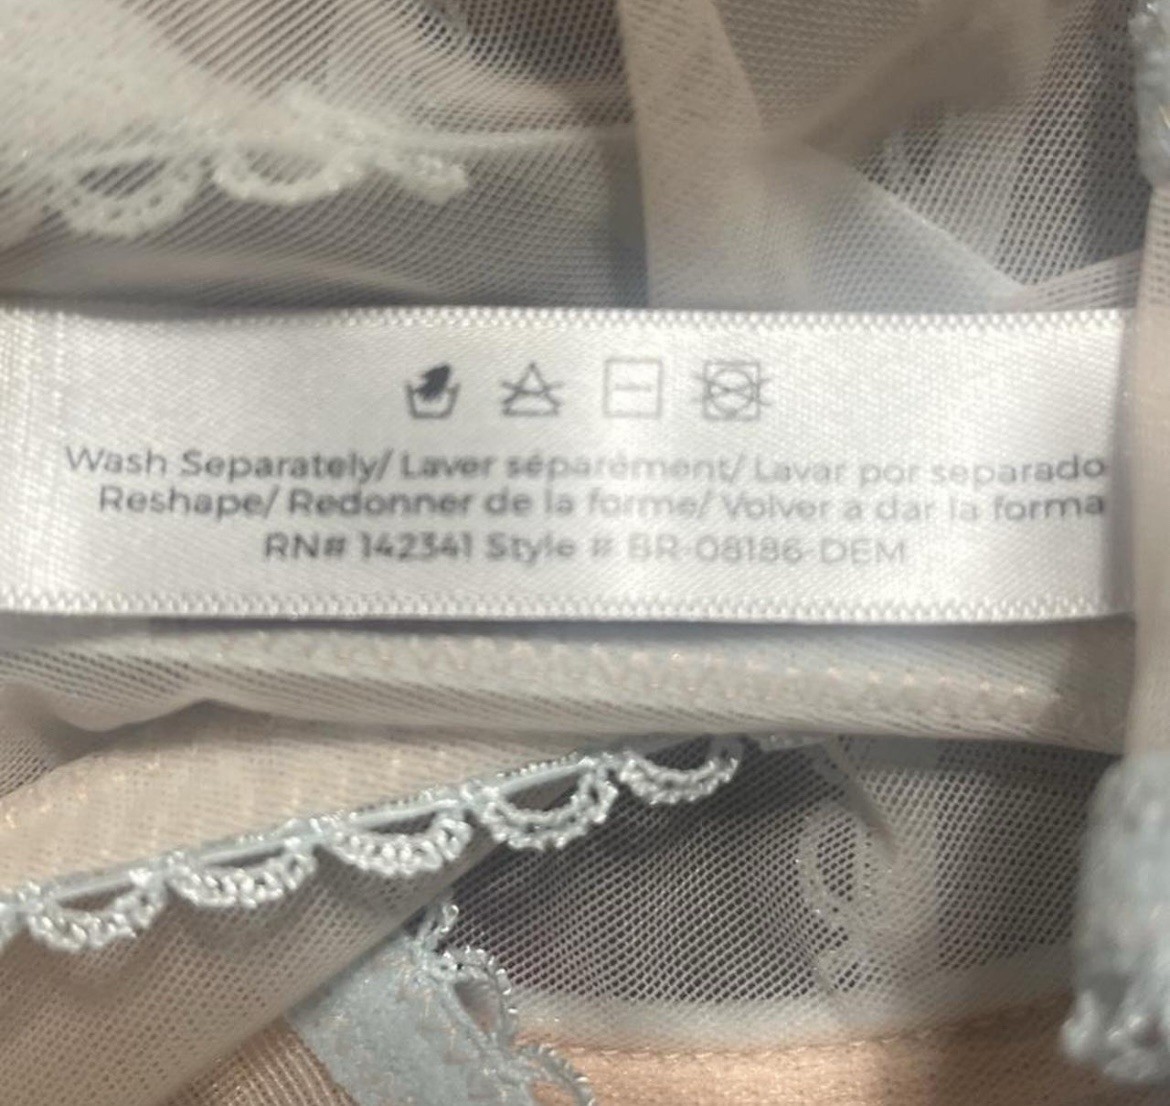 Wash Separately/ Laver séparément/ Lavar por separado
Reshape/ Redonner de la forme/ Volver a dar la forma
RN# 142341 Style # BR-08186-DEM